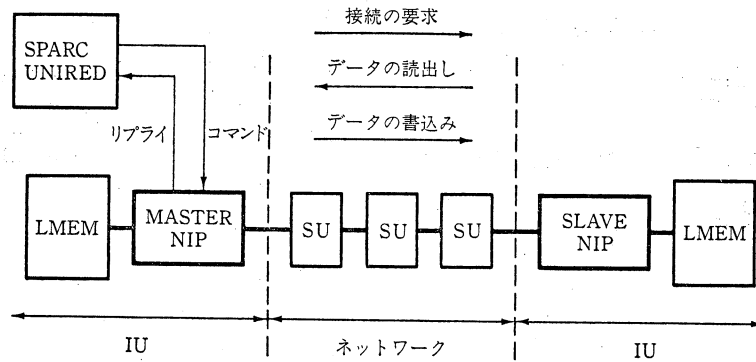 SPARC
UNIRED
接続の要求
データの読出し
データの書込み
リプライ
コマンド
LMEM
MASTER
NIP
SU
SU
SU
SLAVE
NIP
LMEM
IU
ネットワーク
IU